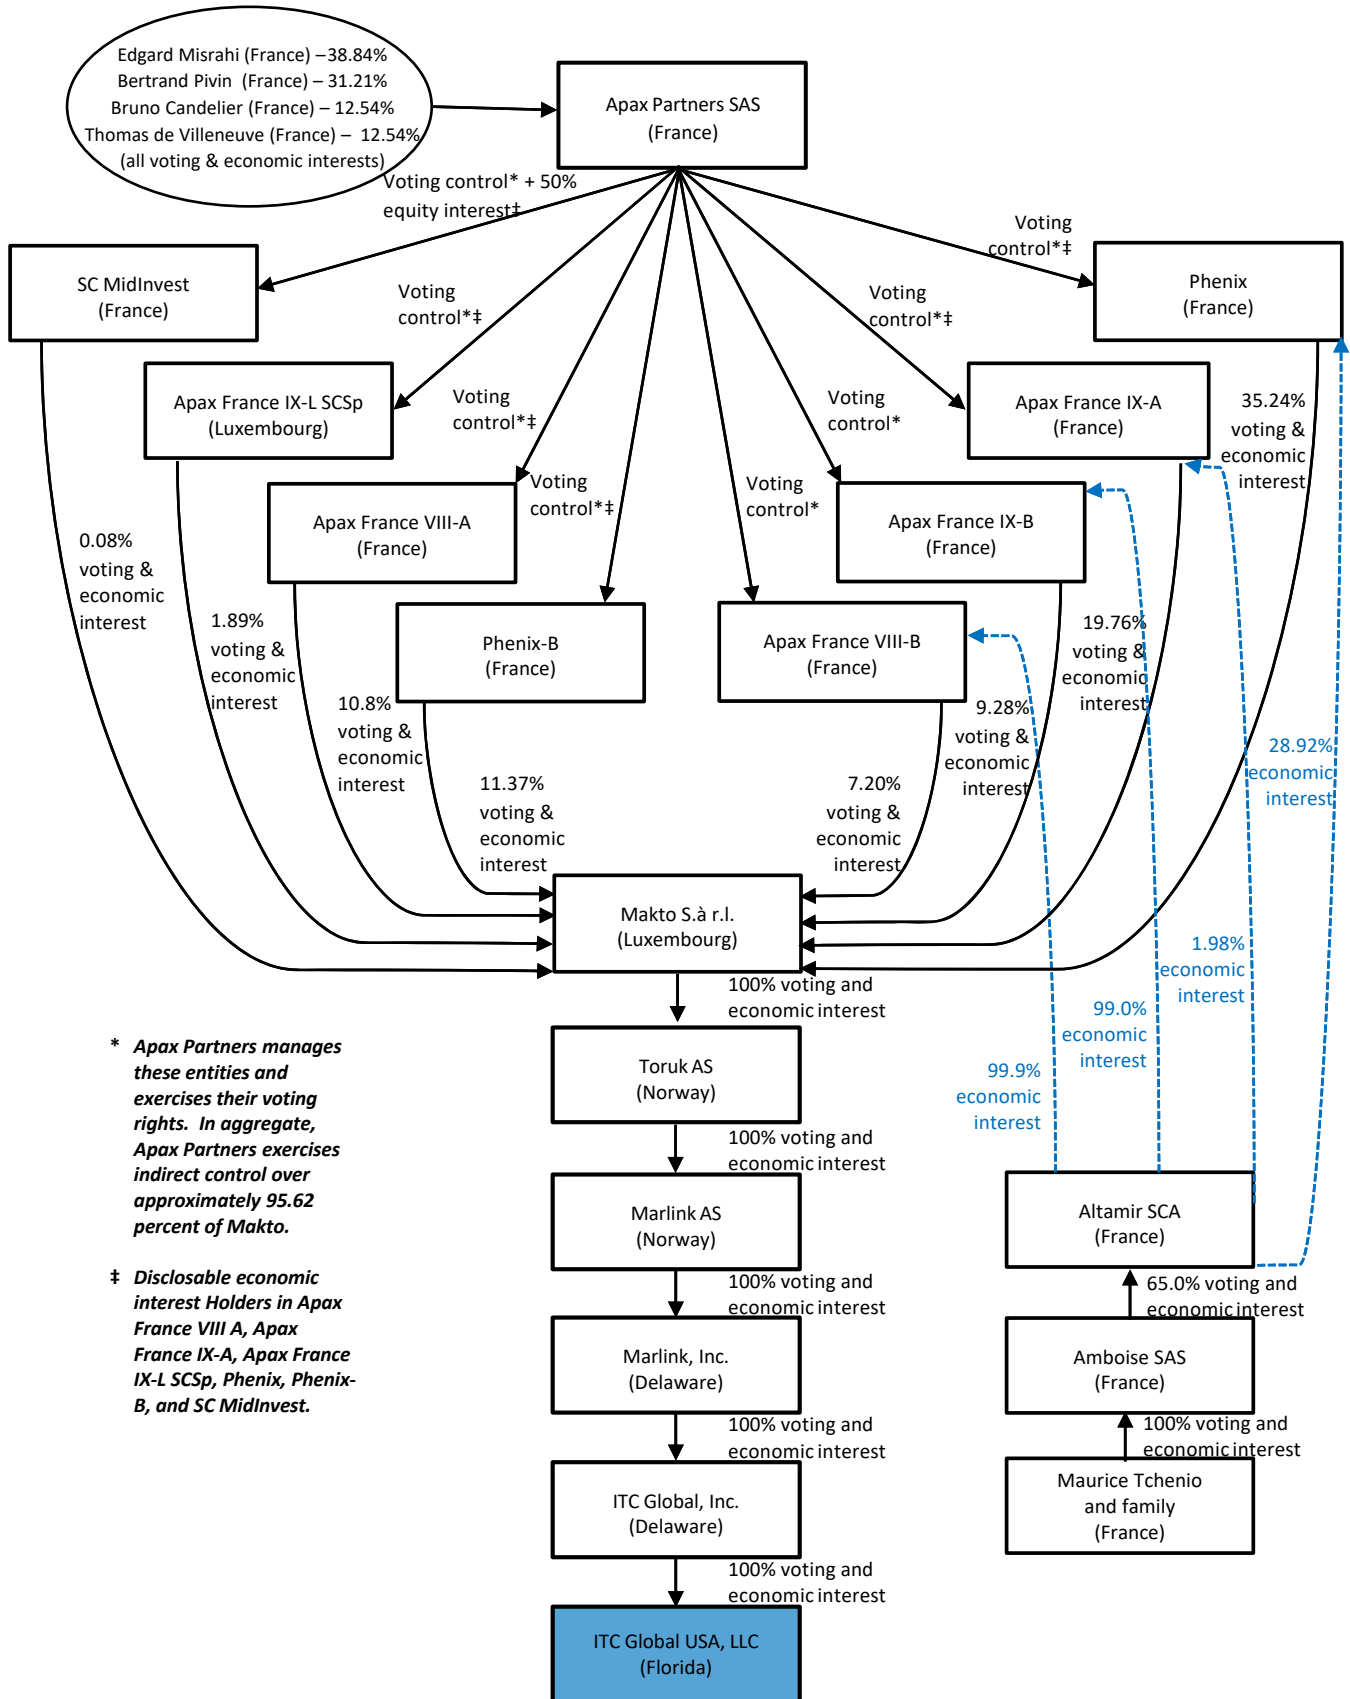 Edgard Misrahi (France) –38.84%
Bertrand Pivin  (France) – 31.21%
Bruno Candelier (France) – 12.54%
Thomas de Villeneuve (France) –  12.54%
(all voting & economic interests)
Apax Partners SAS
(France)
Voting control* + 50%
equity interest‡
Voting
control*‡
SC MidInvest
(France)
Phenix
(France)
Voting
control*‡
Voting
control*‡
Apax France IX-L SCSp
(Luxembourg)
Apax France IX-A
(France)
Voting
control*‡
Voting
control*
35.24%
voting &
economic
interest
Voting
control*‡
Voting
control*
Apax France VIII-A
(France)
Apax France IX-B
(France)
0.08%
voting &
economic
interest
1.89%
voting &
economic
interest
Phenix-B
(France)
Apax France VIII-B
(France)
19.76%
voting &
economic
interest
10.8%
voting &
economic
interest
9.28%
voting &
economic
interest
28.92%
economic
interest
11.37%
voting &
economic
interest
7.20%
voting &
economic
interest
Makto S.à r.l.
(Luxembourg)
1.98%
economic
interest
100% voting and
economic interest
99.0%
economic
interest
99.9%
economic
interest
* Apax Partners manages
these entities and
exercises their voting
rights.  In aggregate,
Apax Partners exercises
indirect control over
approximately 95.62
percent of Makto.
‡ Disclosable economic
interest Holders in Apax
France VIII A, Apax
France IX-A, Apax France
IX-L SCSp, Phenix, Phenix-
B, and SC MidInvest.
Toruk AS
(Norway)
100% voting and
economic interest
Marlink AS
(Norway)
Altamir SCA
(France)
100% voting and
economic interest
65.0% voting and
economic interest
Marlink, Inc.
(Delaware)
Amboise SAS
(France)
100% voting and
economic interest
100% voting and
economic interest
ITC Global, Inc.
(Delaware)
Maurice Tchenio
and family
(France)
100% voting and
economic interest
ITC Global USA, LLC
(Florida)